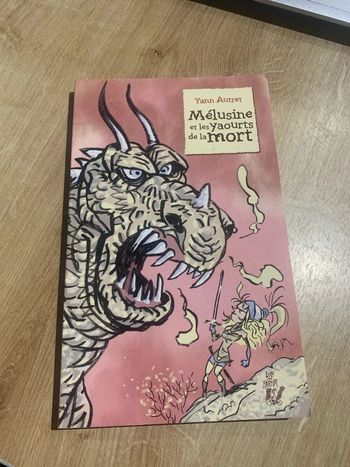 Yann Autret
Mélusine
et les yaourts
de la mort